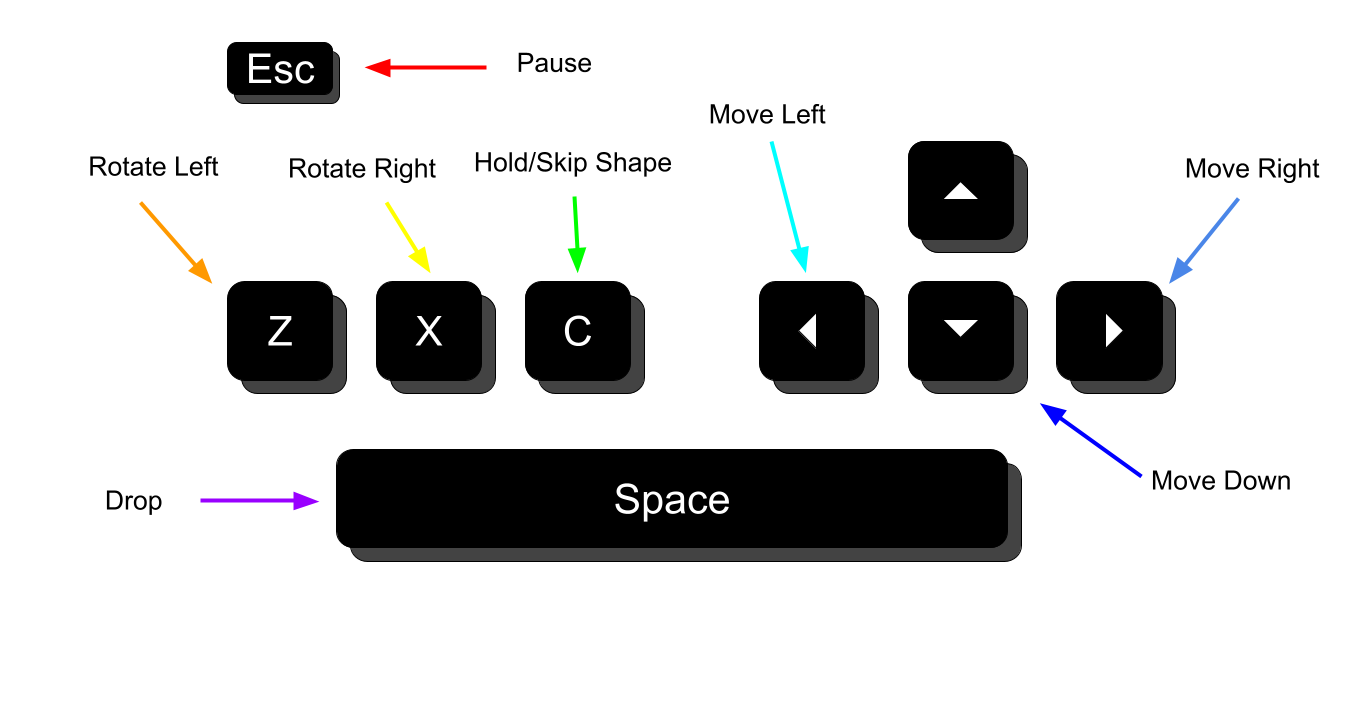 Esc
Pause
Move Left
Rotate Left
Rotate Right
Hold/Skip Shape
Move Right
Z
X
C
Drop
Space
Move Down